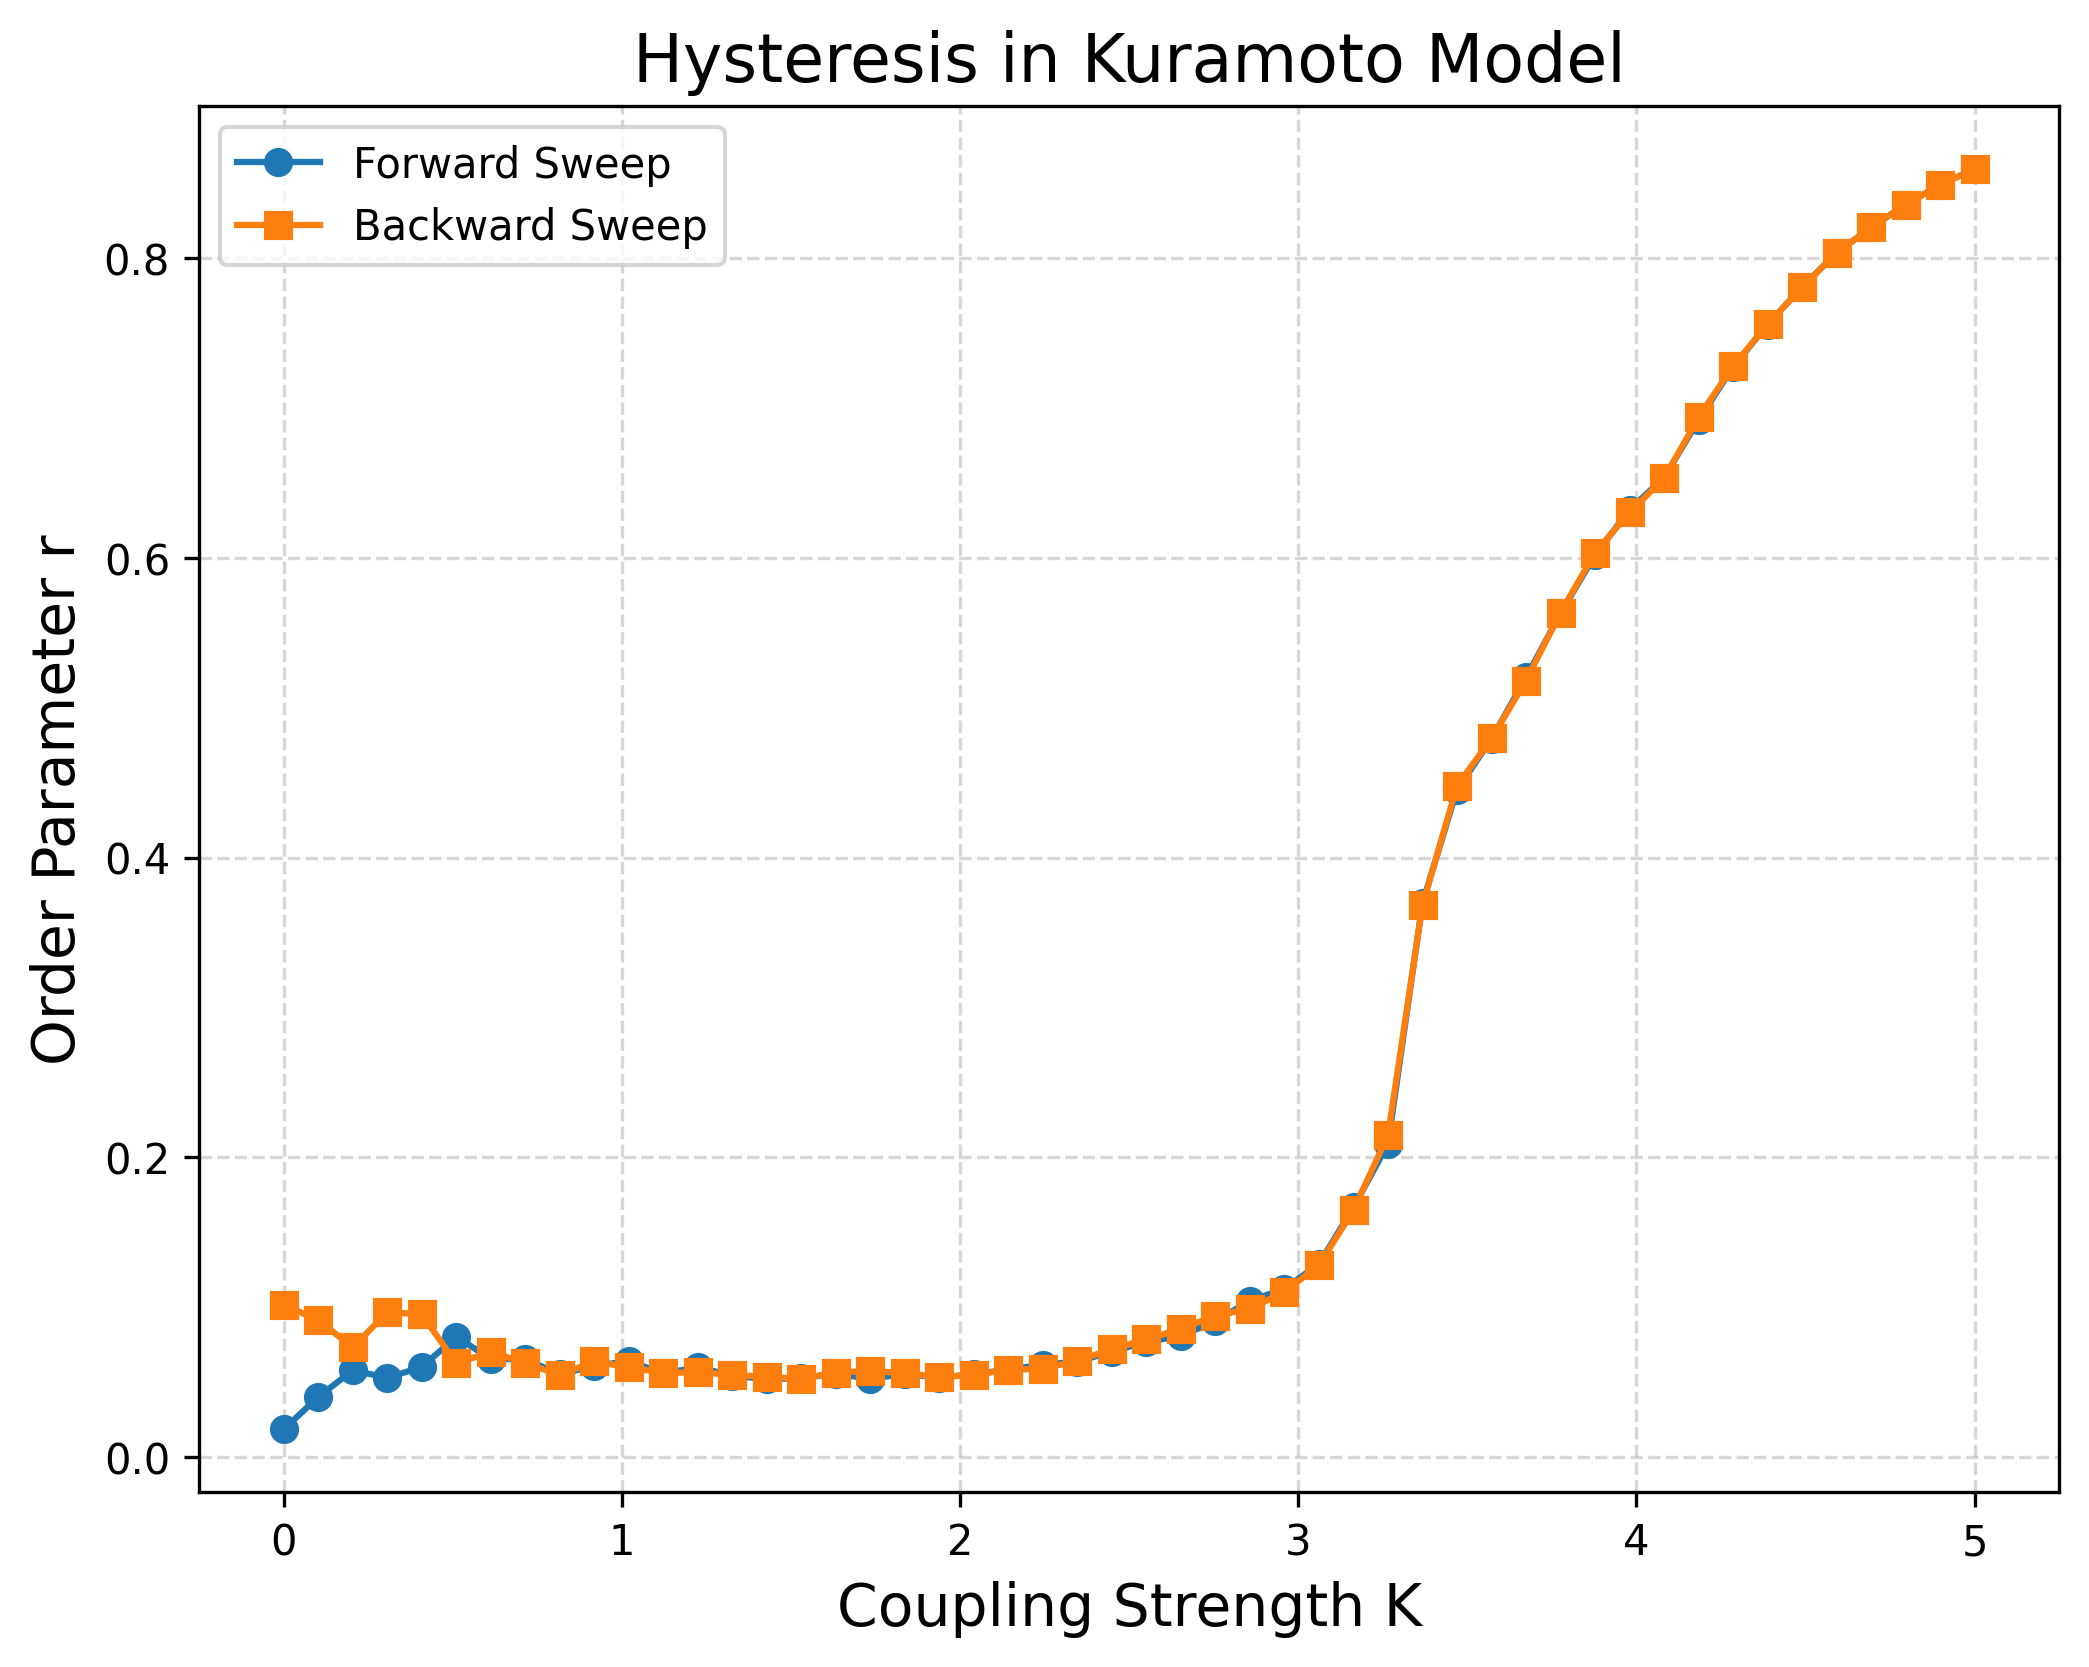 Hysteresis in Kuramoto Model
Forward Sweep
Backward Sweep
Order Parameter r
0.8
0.6
0.4
0.2
0.0
0 1 2 3 4 5
Coupling Strength K